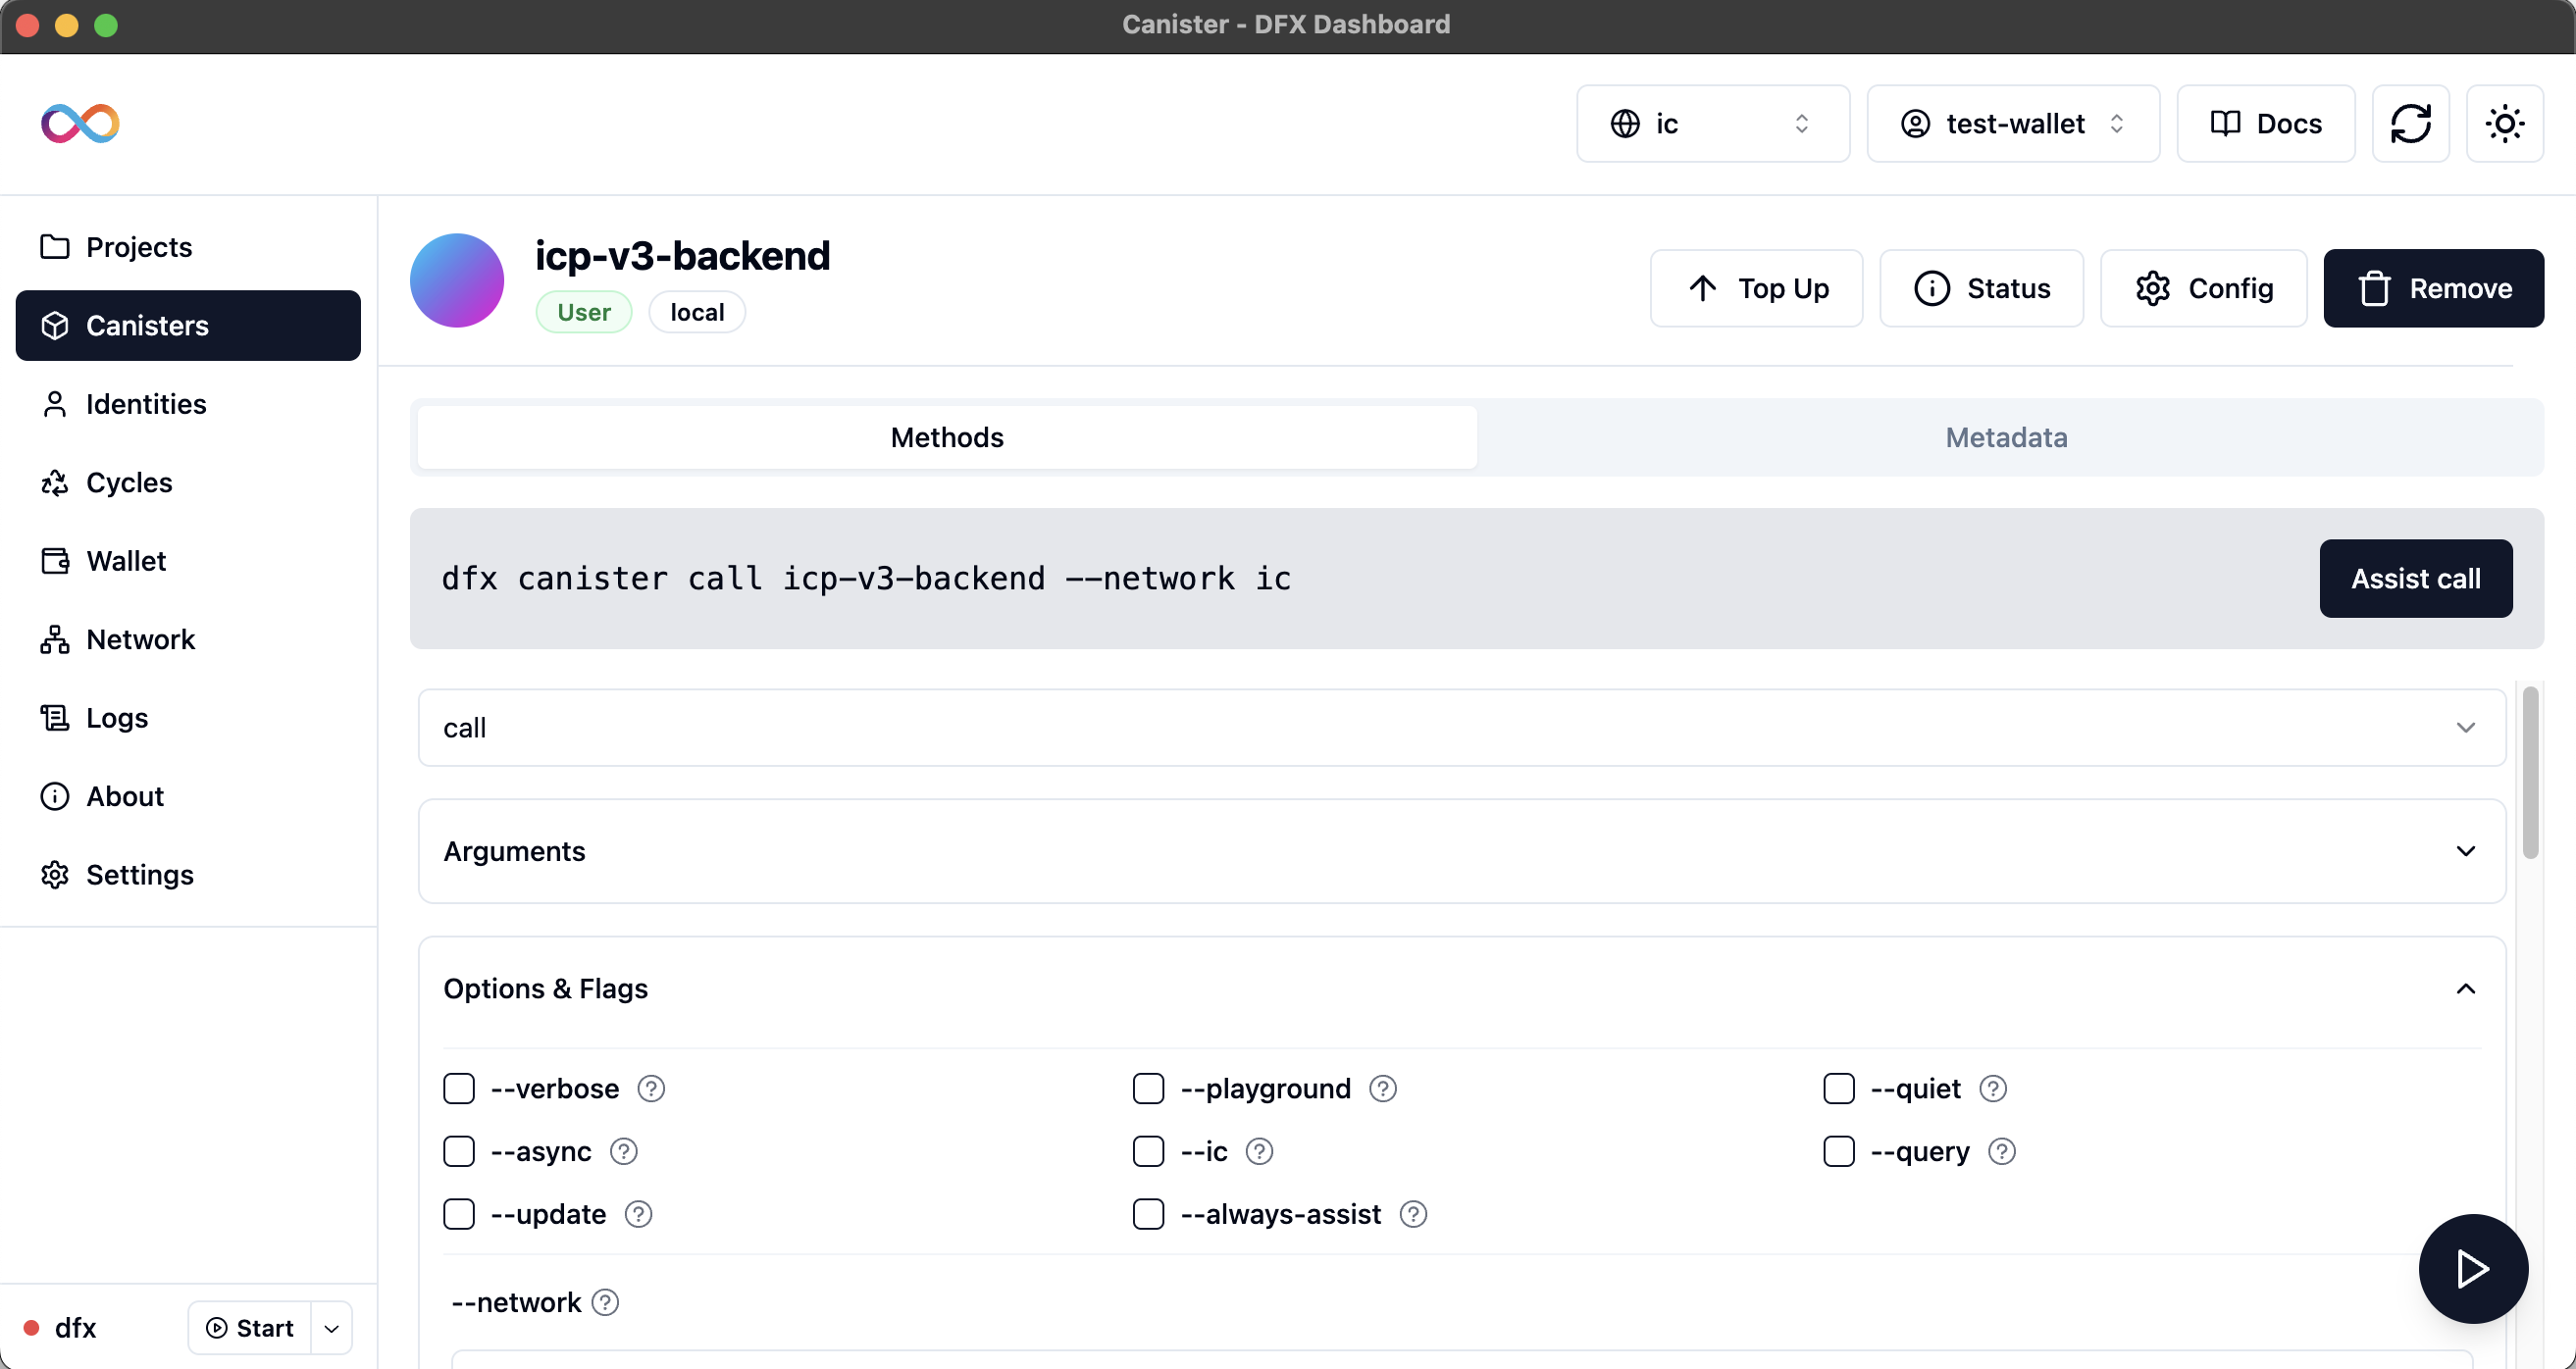 Canister - DFX Dashboard
ic
test-wallet
Docs
Projects
Canisters
Identities
Cycles
Wallet
Network
Logs
About
Settings
dfx
Start
icp-v3-backend
User
local
Top Up
Status
Config
Remove
Methods
Metadata
dfx canister call icp-v3-backend --network ic
Assist call
call
Arguments
Options & Flags
--verbose
--playground
--quiet
--async
--ic
--query
--update
--always-assist
--network